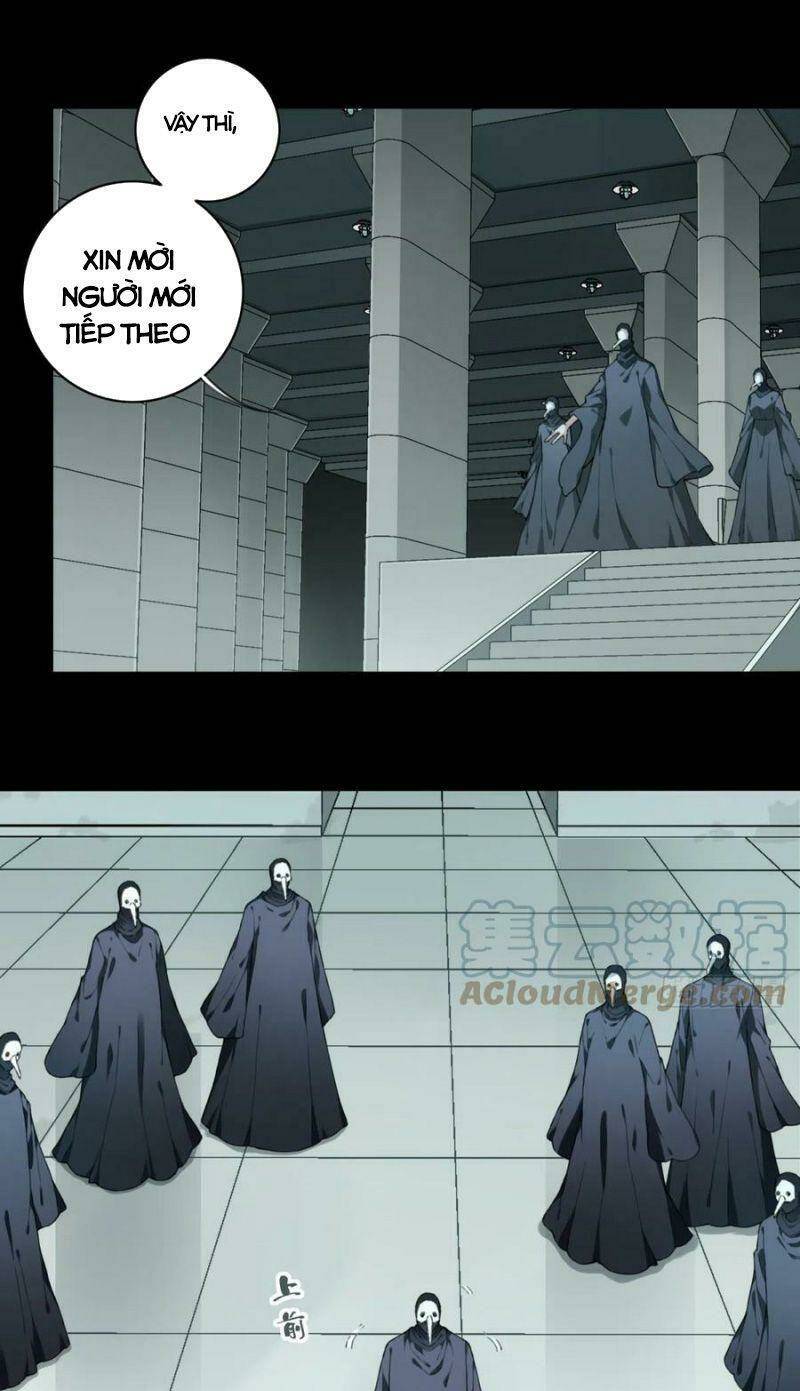 VẬY THÌ,
XIN MỜI
NGƯỜI MỚI
TIẾP THEO
集云数据
ACloudMerge.com
上
前